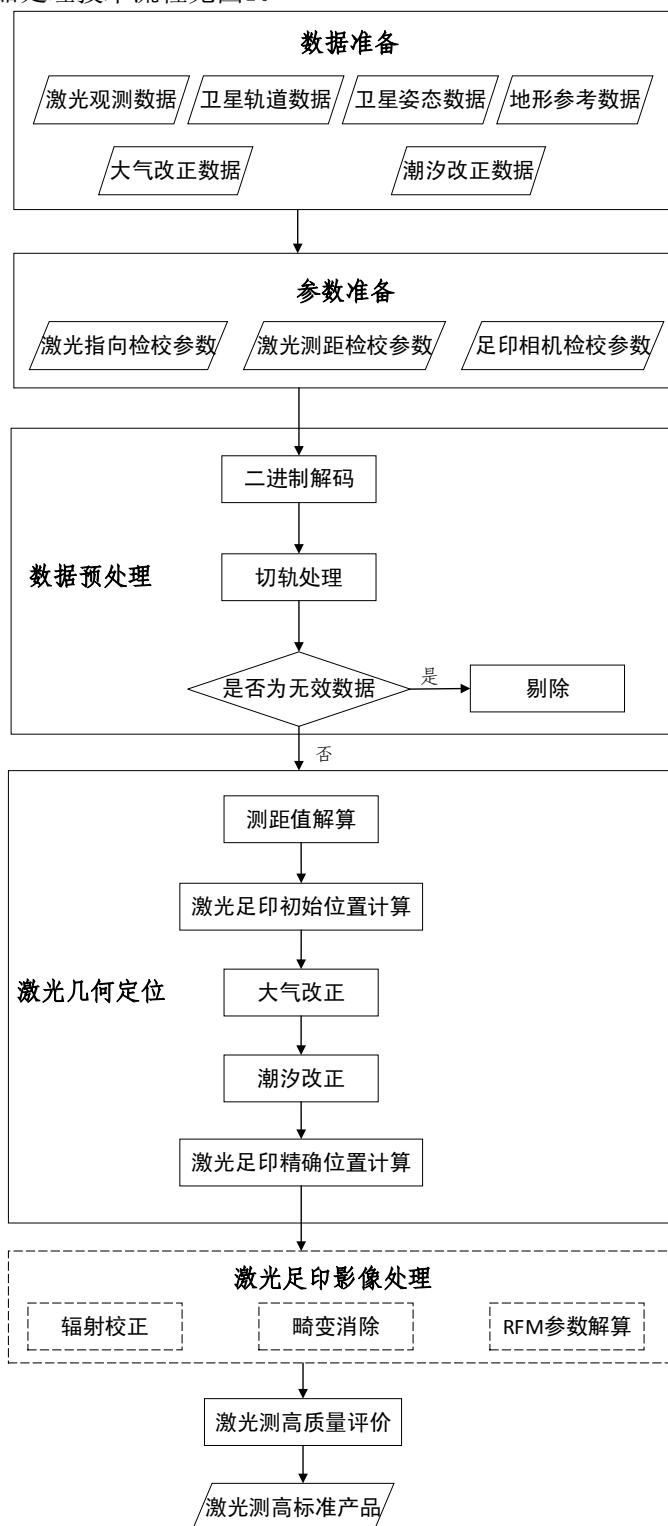 数据准备
激光观测数据 卫星轨道数据 卫星姿态数据 地形参考数据
大气改正数据 潮汐改正数据
参数准备
激光指向检校参数 激光测距检校参数 足印相机检校参数
二进制解码
数据预处理 切轨处理
是否为无效数据 是 剔除
否
测距值解算
激光足印初始位置计算
激光几何定位 大气改正
潮汐改正
激光足印精确位置计算
激光足印影像处理
辐射校正 畸变消除 RFM参数解算
激光测高质量评价
激光测高标准产品